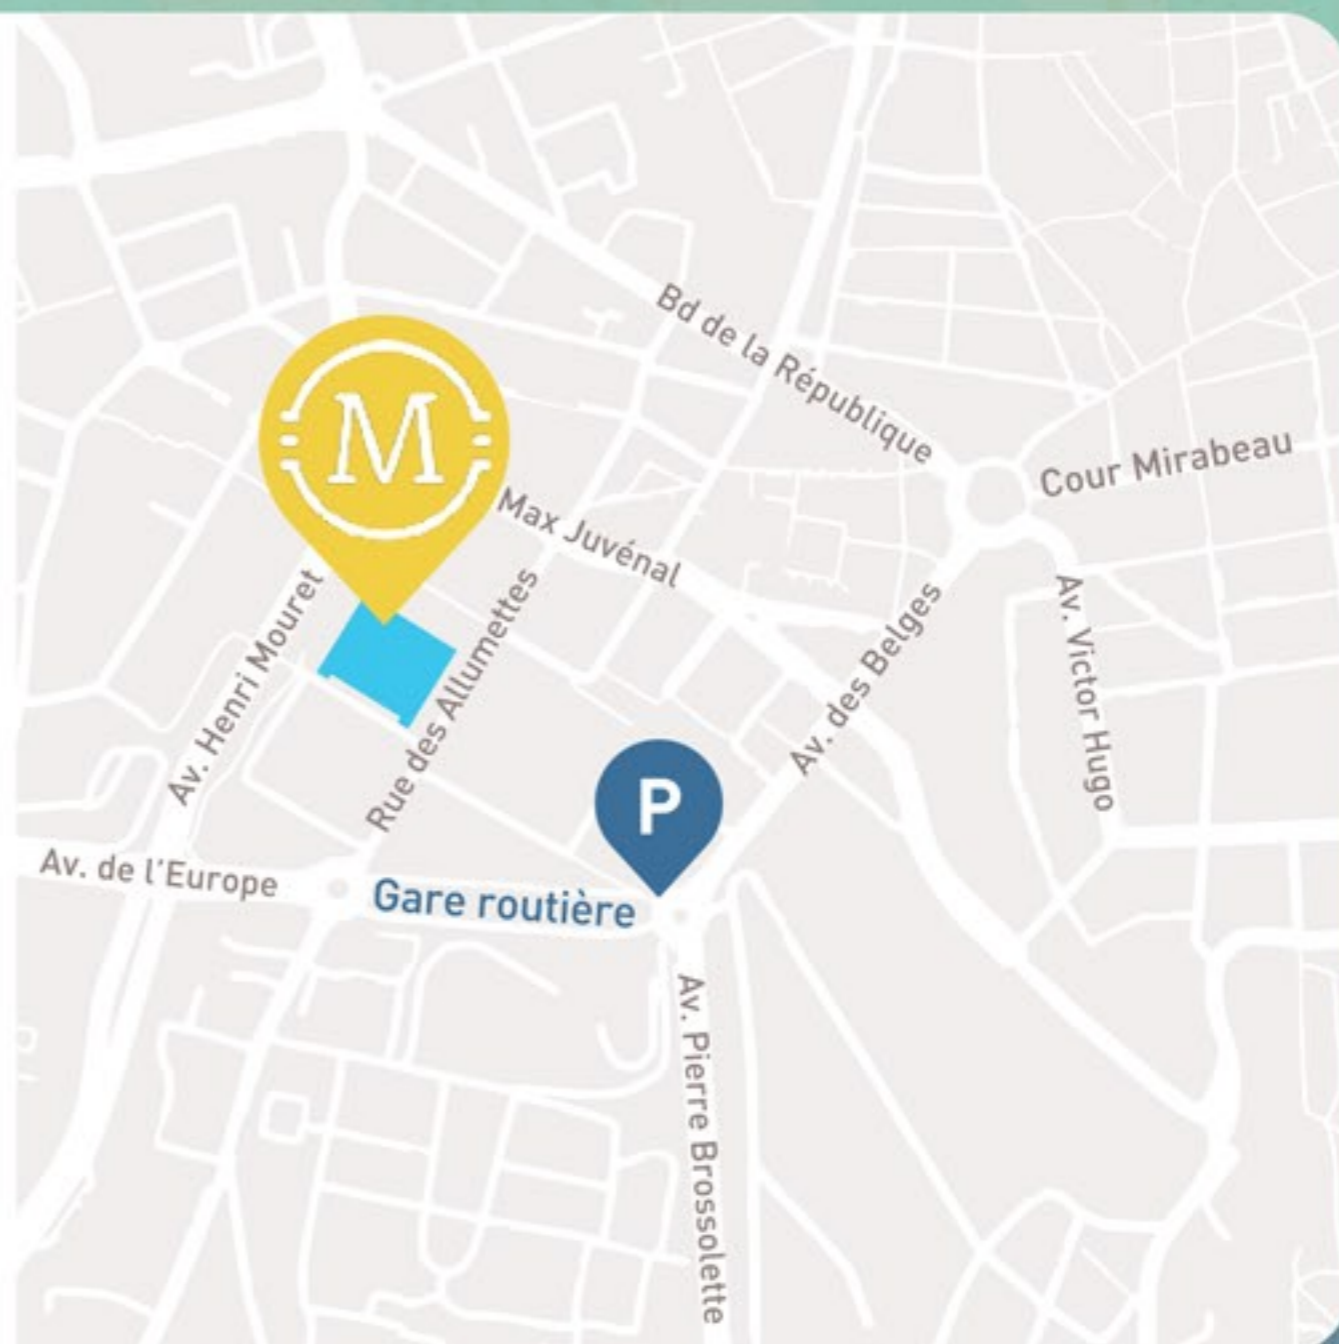 Bd de la République
M
Cour Mirabeau
Max Juvénal
Av. Henri Mouret
Rue des Allumettes
Av. des Belges
Av. Victor Hugo
P
Av. de l'Europe
Gare routière
Av. Pierre Brossolette